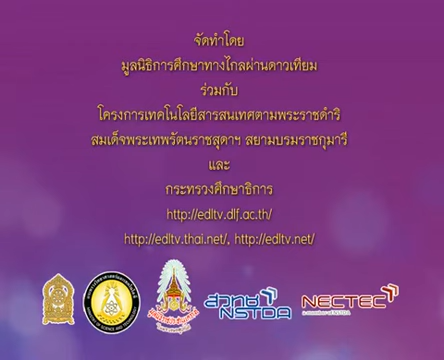 จัดทำโดย
มูลนิธิการศึกษาทางไกลผ่านดาวเทียม
ร่วมกับ
โครงการเทคโนโลยีสารสนเทศตามพระราชดำริ
สมเด็จพระเทพรัตนราชสุดาฯ สยามบรมราชกุมารี
และ
กระทรวงศึกษาธิการ
http://edltv.dlf.ac.th/
http://edltv.thai.net/, http://edltv.net/
สวทช
NSTDA
NECTEC
a member of NSTDA